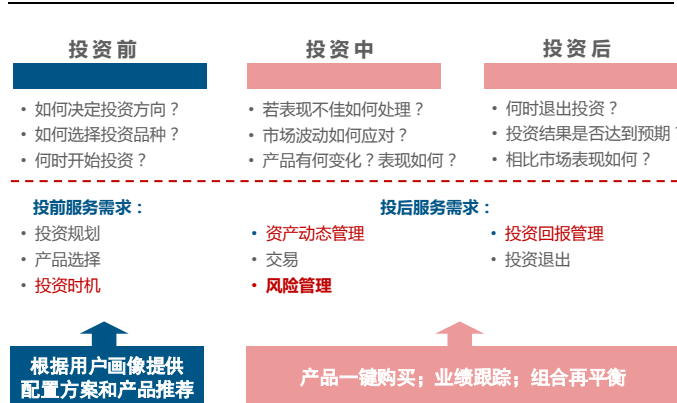 投资前
投资中
投资后
• 如何决定投资方向？
• 如何选择投资品种？
• 何时开始投资？
• 若表现不佳如何处理？
• 市场波动如何应对？
• 产品有何变化？表现如何？
• 何时退出投资？
• 投资结果是否达到预期？
• 相比市场表现如何？
投前服务需求：
• 投资规划
• 产品选择
• 投资时机
投后服务需求：
• 资产动态管理
• 交易
• 风险管理
• 投资回报管理
• 投资退出
根据用户画像提供
配置方案和产品推荐
产品一键购买；业绩跟踪；组合再平衡